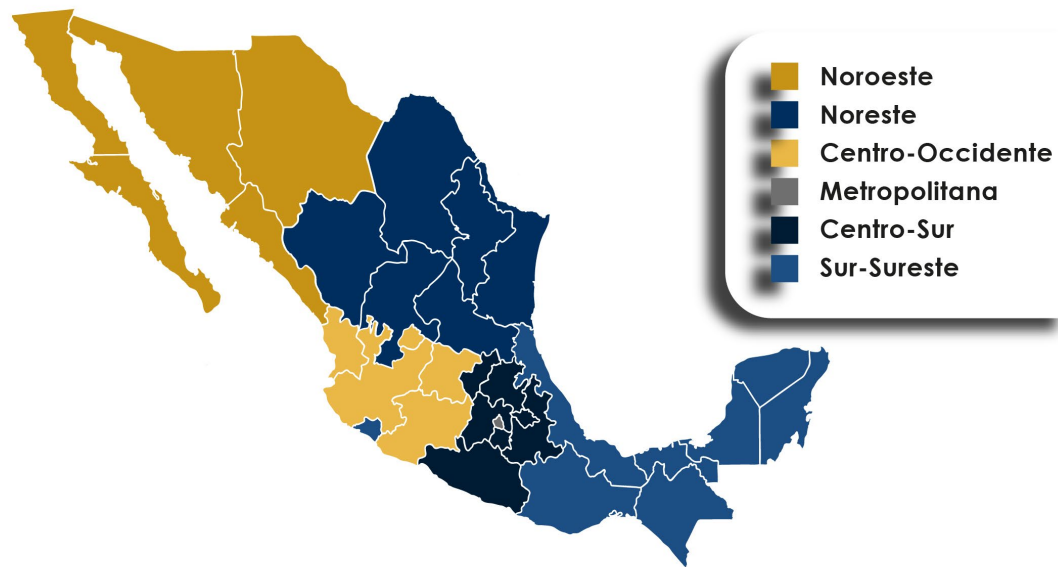 Noroeste
Noreste
Centro-Occidente
Metropolitana
Centro-Sur
Sur-Sureste